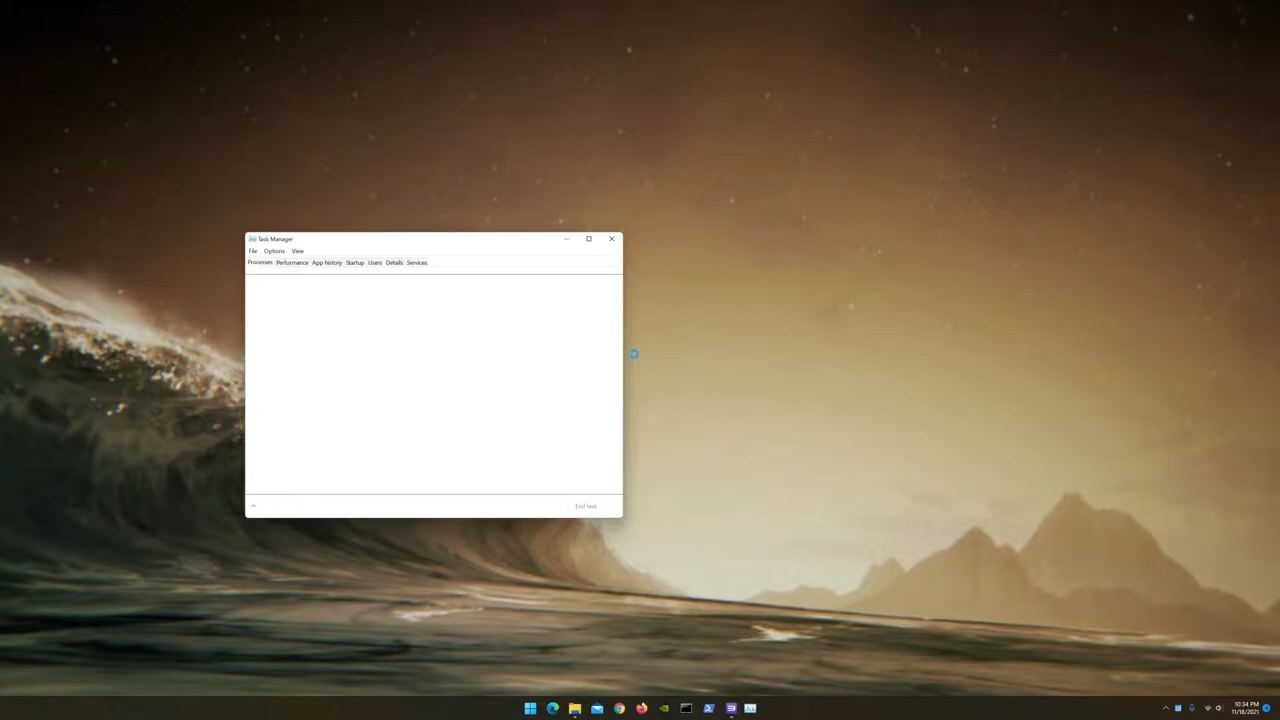 Task Manager
File Options View
Processes Performance App history Startup Users Details Services
End task
10:34 PM
11/18/2021